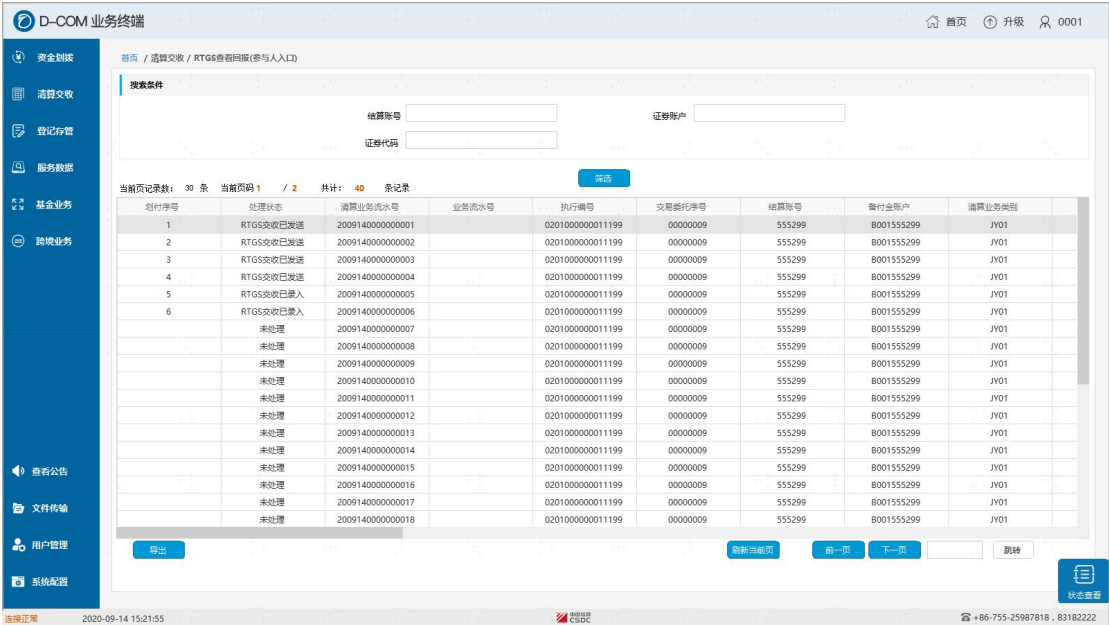 D-COM 业务终端 首页 升级 0001
资金划拨
清算交收
登记存管
服务数据
基金业务
跨境业务
查看公告
文件传输
用户管理
系统配置
首页 / 清算交收 / RTGS查看回报(参与人入口)
搜索条件
结算账号 证券账户
证券代码
筛选
当前页记录数： 30 条 当前页码 1 / 2 共计： 40 条记录
划付序号 处理状态 清算业务流水号 业务流水号 执行编号 交易委托序号 结算账号 备付金账户 清算业务类别
1 RTGS交收已发送 2009140000000001 0201000000011199 00000009 555299 B001555299 JY01
2 RTGS交收已发送 2009140000000002 0201000000011199 00000009 555299 B001555299 JY01
3 RTGS交收已发送 2009140000000003 0201000000011199 00000009 555299 B001555299 JY01
4 RTGS交收已发送 2009140000000004 0201000000011199 00000009 555299 B001555299 JY01
5 RTGS交收已录入 2009140000000005 0201000000011199 00000009 555299 B001555299 JY01
6 RTGS交收已录入 2009140000000006 0201000000011199 00000009 555299 B001555299 JY01
未处理 2009140000000007 0201000000011199 00000009 555299 B001555299 JY01
未处理 2009140000000008 0201000000011199 00000009 555299 B001555299 JY01
未处理 2009140000000009 0201000000011199 00000009 555299 B001555299 JY01
未处理 2009140000000010 0201000000011199 00000009 555299 B001555299 JY01
未处理 2009140000000011 0201000000011199 00000009 555299 B001555299 JY01
未处理 2009140000000012 0201000000011199 00000009 555299 B001555299 JY01
未处理 2009140000000013 0201000000011199 00000009 555299 B001555299 JY01
未处理 2009140000000014 0201000000011199 00000009 555299 B001555299 JY01
未处理 2009140000000015 0201000000011199 00000009 555299 B001555299 JY01
未处理 2009140000000016 0201000000011199 00000009 555299 B001555299 JY01
未处理 2009140000000017 0201000000011199 00000009 555299 B001555299 JY01
未处理 2009140000000018 0201000000011199 00000009 555299 B001555299 JY01
导出 刷新当前页 前一页 下一页 跳转
状态查看
连接正常 2020-09-14 15:21:55 中国结算 CSDC +86-755-25987818 , 83182222